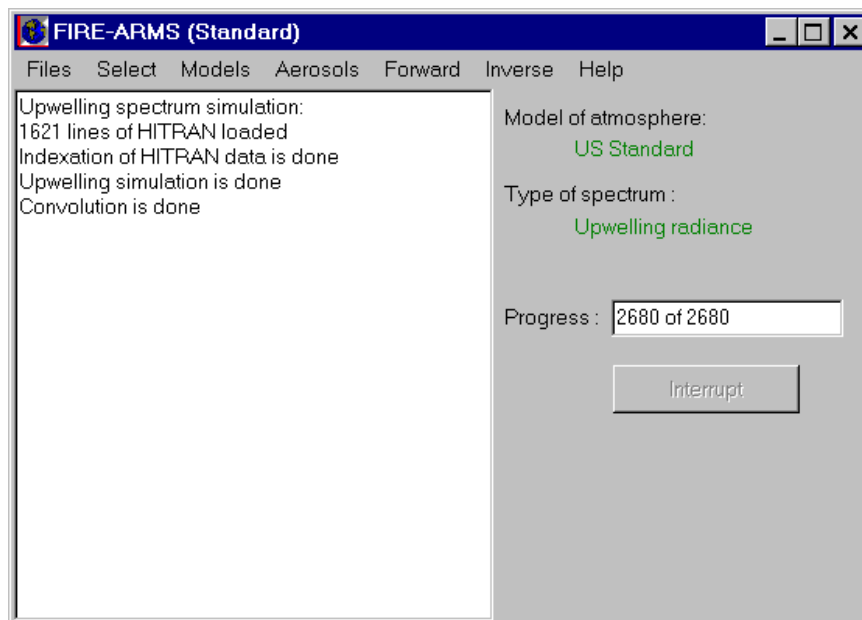 FIRE-ARMS (Standard)
Files Select Models Aerosols Forward Inverse Help
Upwelling spectrum simulation:
1621 lines of HITRAN loaded
Indexation of HITRAN data is done
Upwelling simulation is done
Convolution is done
Model of atmosphere:
US Standard
Type of spectrum :
Upwelling radiance
Progress : 2680 of 2680
Interrupt